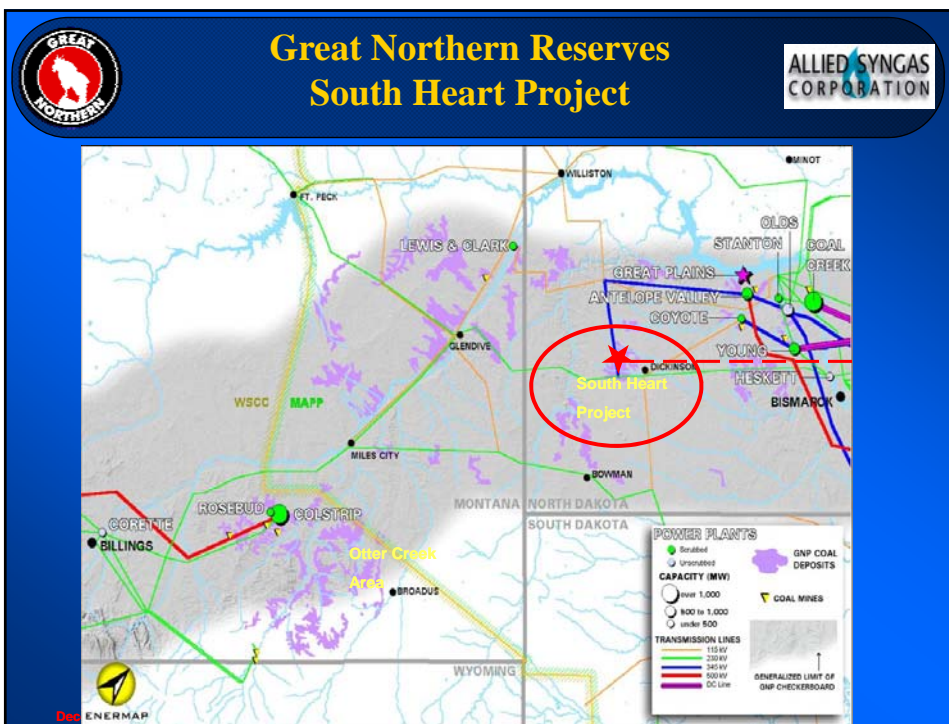 GREAT
NORTHERN
Great Northern Reserves
South Heart Project
ALLIED SYNGAS
CORPORATION
MINOT
WILLISTON
FT. PECK
OLDS
LEWIS & CLARK
STANTON
COAL
CREEK
GREAT PLAINS
ANTELOPE VALLEY
COYOTE
GLENDIVE
YOUNG
DICKINSON
HESKETT
South Heart
Project
BISMARCK
WSCC
MAPP
MILES CITY
BOWMAN
MONTANA
NORTH DAKOTA
SOUTH DAKOTA
ROSEBUD
COLSTRIP
CORETTE
BILLINGS
Otter Creek
Area
BROADUS
WYOMING
POWER PLANTS
Scrubbed
Unscrubbed
CAPACITY (MW)
over 1,000
500 to 1,000
under 500
TRANSMISSION LINES
115 kV
230 kV
345 kV
500 kV
DC Line
GNP COAL
DEPOSITS
COAL MINES
GENERALIZED LIMIT OF
GNP CHECKERBOARD
Dec
ENERMAP